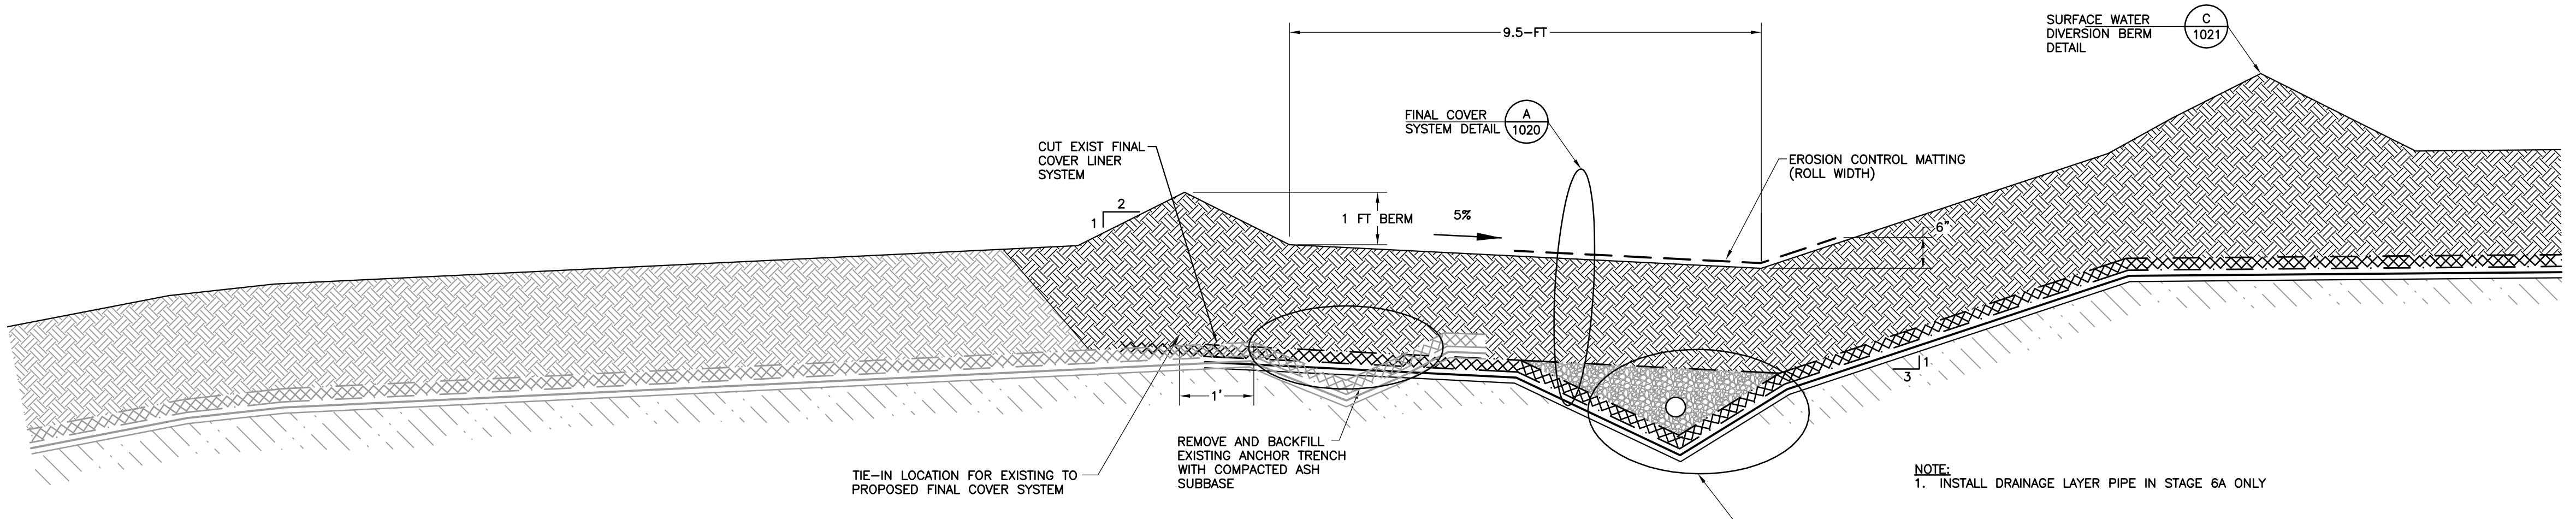 SURFACE WATER
DIVERSION BERM
DETAIL
C
1021
9.5-FT
FINAL COVER
SYSTEM DETAIL
A
1020
CUT EXIST FINAL
COVER LINER
SYSTEM
EROSION CONTROL MATTING
(ROLL WIDTH)
2
1
1 FT BERM
5%
6"
1
3
1'
REMOVE AND BACKFILL
EXISTING ANCHOR TRENCH
WITH COMPACTED ASH
SUBBASE
TIE-IN LOCATION FOR EXISTING TO
PROPOSED FINAL COVER SYSTEM
NOTE:
1. INSTALL DRAINAGE LAYER PIPE IN STAGE 6A ONLY